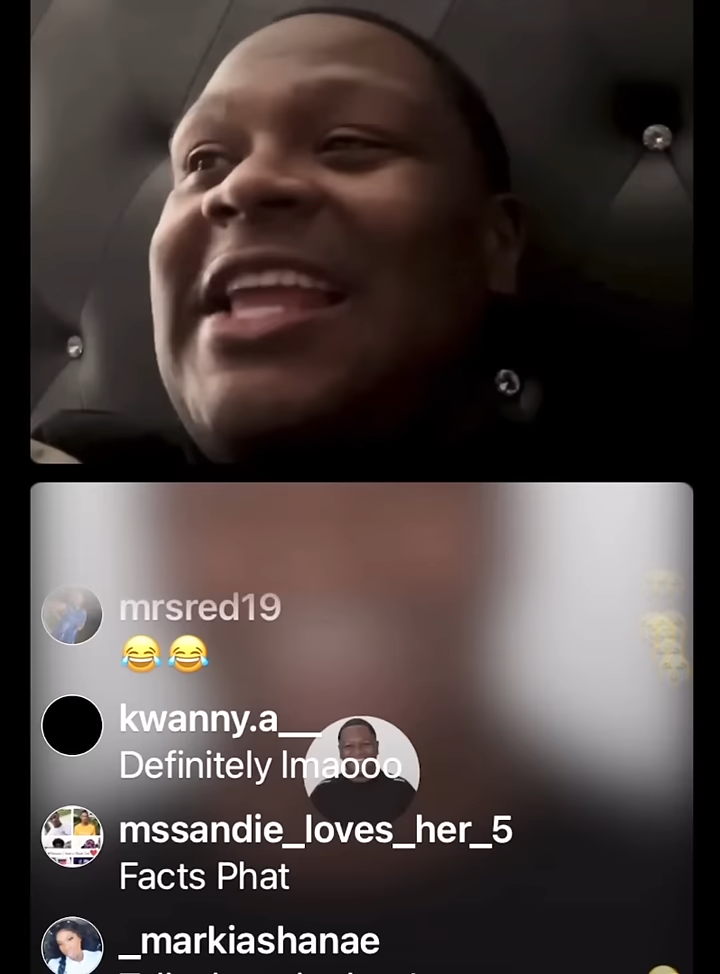 mrsred19
😂😂
kwanny.a__
Definitely lmaooo
mssandie_loves_her_5
Facts Phat
_markiashanae